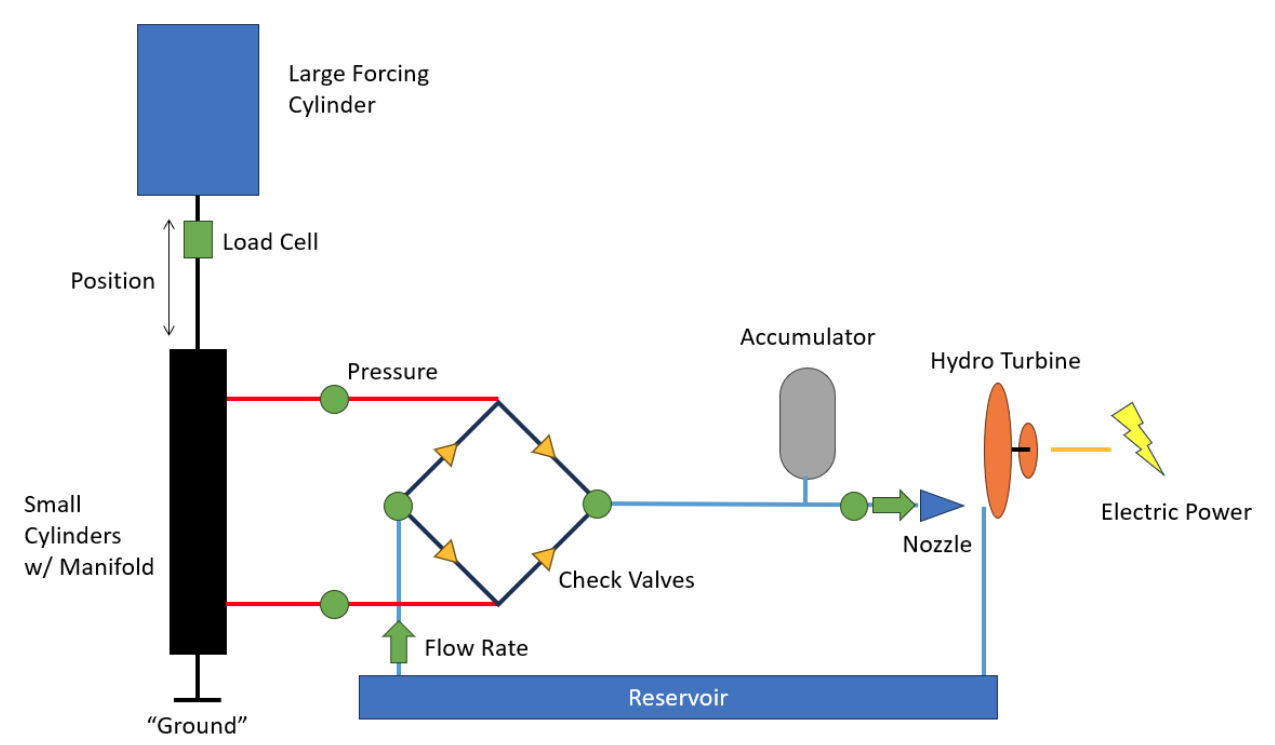 Large Forcing
Cylinder
Load Cell
Position
Accumulator
Hydro Turbine
Pressure
Small
Cylinders
w/ Manifold
Electric Power
Nozzle
Check Valves
Flow Rate
Reservoir
“Ground”